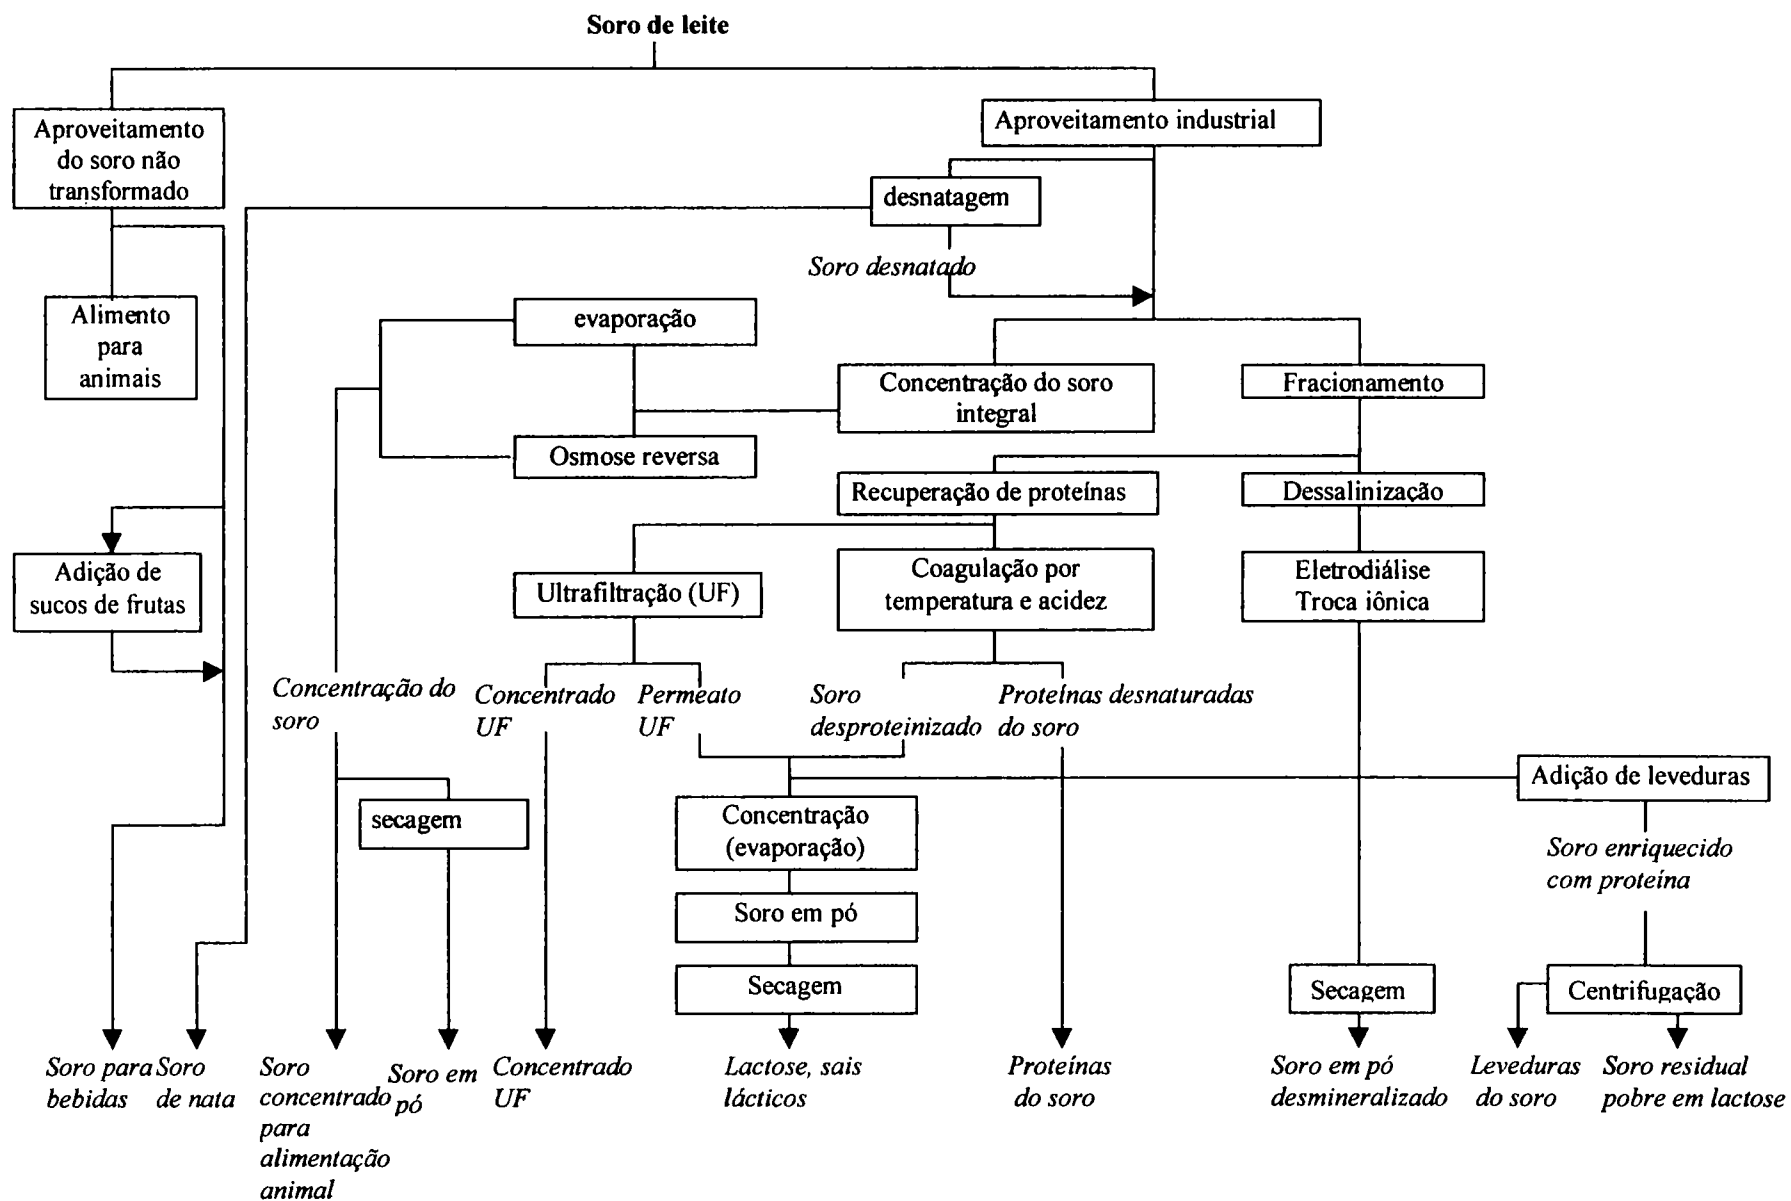 Soro de leite
Aproveitamento
do soro não
transformado
Aproveitamento industrial
desnatagem
Soro desnatado
Alimento
para
animais
evaporação
Concentração do soro
integral
Fracionamento
Osmose reversa
Recuperação de proteínas
Dessalinização
Adição de
sucos de frutas
Ultrafiltração (UF)
Coagulação por
temperatura e acidez
Eletrodiálise
Troca iônica
Concentração do
soro
Concentrado
UF
Permeato
UF
Soro
desproteinizado
Proteínas desnaturadas
do soro
Adição de leveduras
secagem
Concentração
(evaporação)
Soro enriquecido
com proteína
Soro em pó
Secagem
Secagem
Centrifugação
Soro para
bebidas
Soro
de nata
Soro
concentrado
para
alimentação
animal
Soro em
pó
Concentrado
UF
Lactose, sais
lácticos
Proteínas
do soro
Soro em pó
desmineralizado
Leveduras
do soro
Soro residual
pobre em lactose